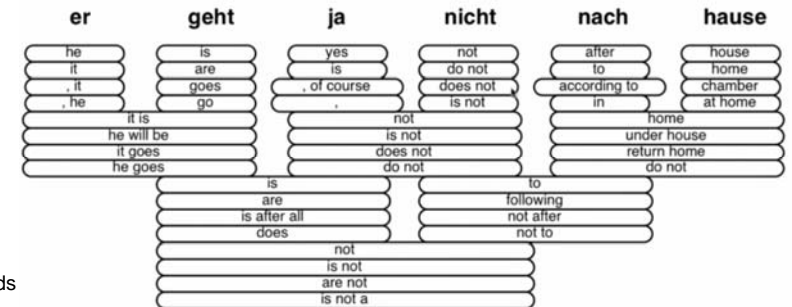 er geht ja nicht nach hause
he is yes not after house
it are is do not to home
, it goes , of course does not according to chamber
, he go , is not in at home
it is not home
he will be is not under house
it goes does not return home
he goes do not do not
is to
are following
is after all not after
does not to
not
is not
ds are not
is not a